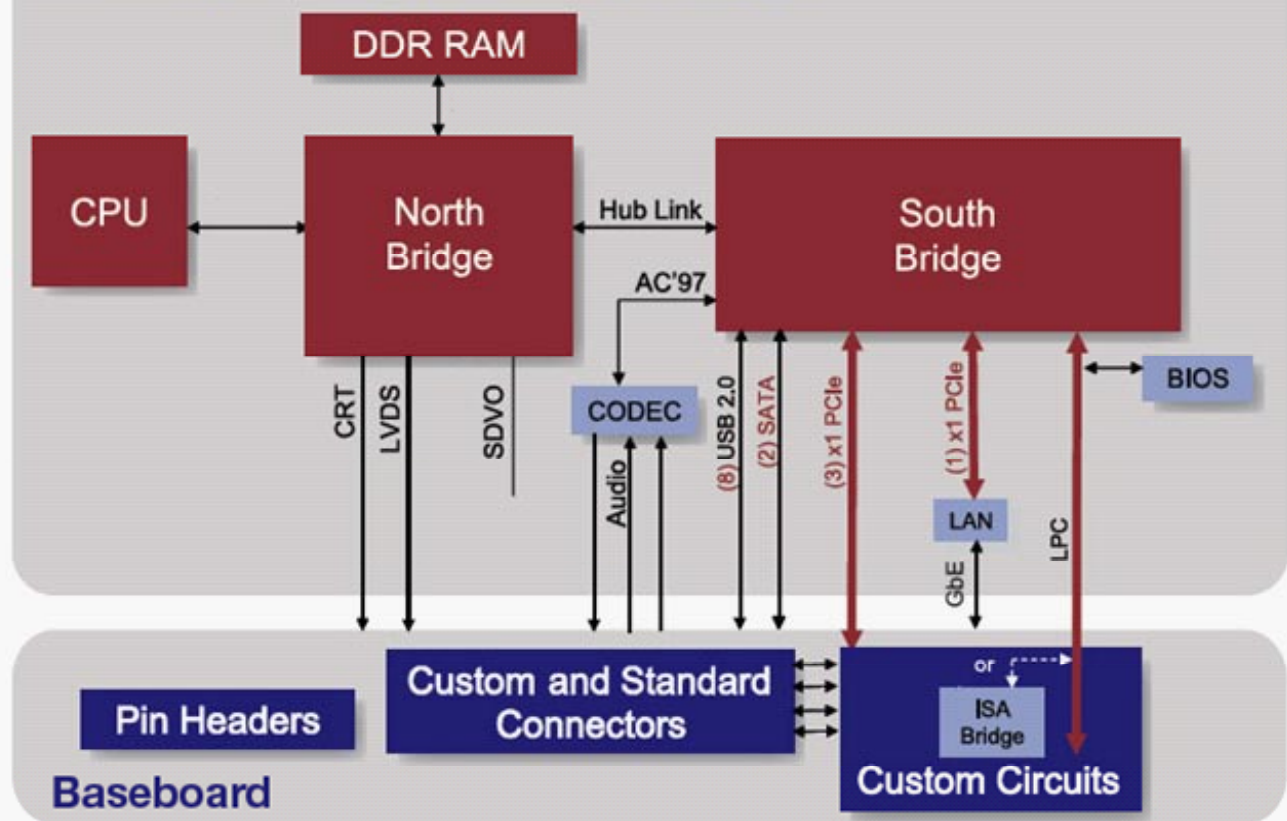 DDR RAM
CPU
North
Bridge
Hub Link
South
Bridge
AC'97
CRT
LVDS
SDVO
CODEC
Audio
(8) USB 2.0
(2) SATA
(3) x1 PCIe
(1) x1 PCIe
BIOS
LAN
GbE
LPC
Pin Headers
Custom and Standard
Connectors
or
ISA
Bridge
Custom Circuits
Baseboard